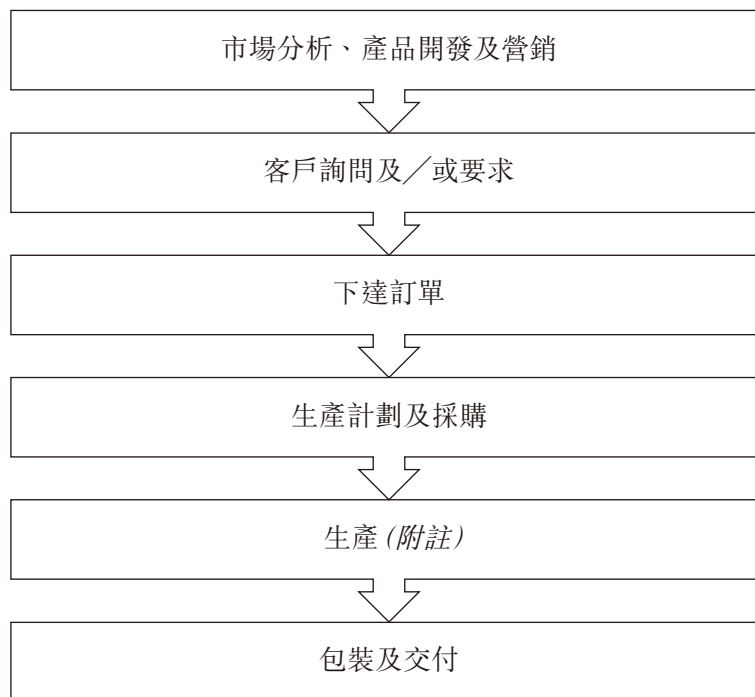 市場分析、產品開發及營銷
客戶詢問及／或要求
下達訂單
生產計劃及採購
生產(附註)
包裝及交付